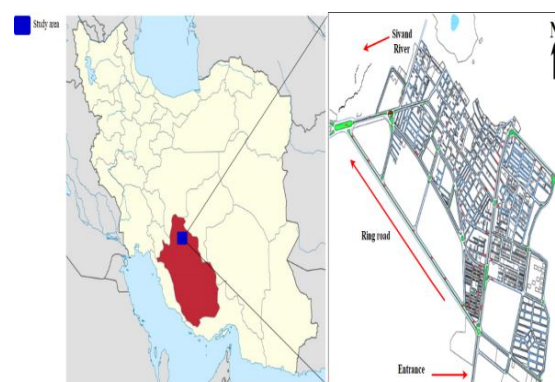 Study area
Sivand
River
N
Ring road
Entrance